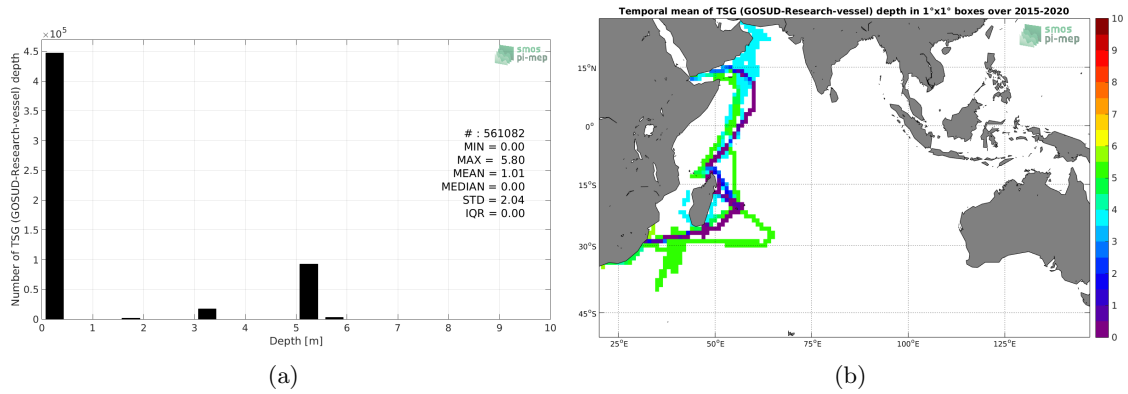 ×10⁵
4.5
4
3.5
3
2.5
2
1.5
1
0.5
0
Number of TSG (GOSUD-Research-vessel) depth
smos
pi-mep
# : 561082
MIN = 0.00
MAX = 5.80
MEAN = 1.01
MEDIAN = 0.00
STD = 2.04
IQR = 0.00
0 1 2 3 4 5 6 7 8 9 10
Depth [m]
(a)
Temporal mean of TSG (GOSUD-Research-vessel) depth in 1°x1° boxes over 2015-2020
smos
pi-mep
15°N
0°
15°S
30°S
45°S
25°E 50°E 75°E 100°E 125°E
10
9
8
7
6
5
4
3
2
1
0
(b)